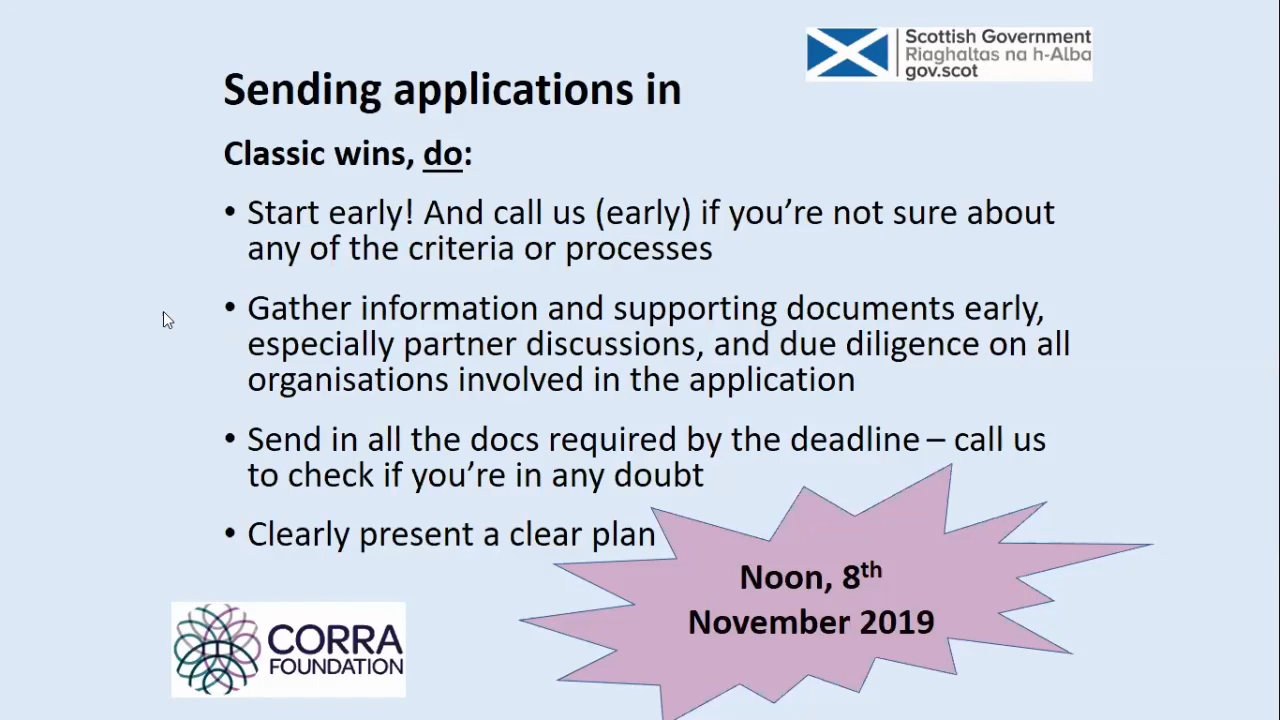 Scottish Government
Riaghaltas na h-Alba
gov.scot
Sending applications in
Classic wins, do:
• Start early! And call us (early) if you’re not sure about
any of the criteria or processes
• Gather information and supporting documents early,
especially partner discussions, and due diligence on all
organisations involved in the application
• Send in all the docs required by the deadline – call us
to check if you’re in any doubt
• Clearly present a clear plan
Noon, 8th
November 2019
CORRA
FOUNDATION